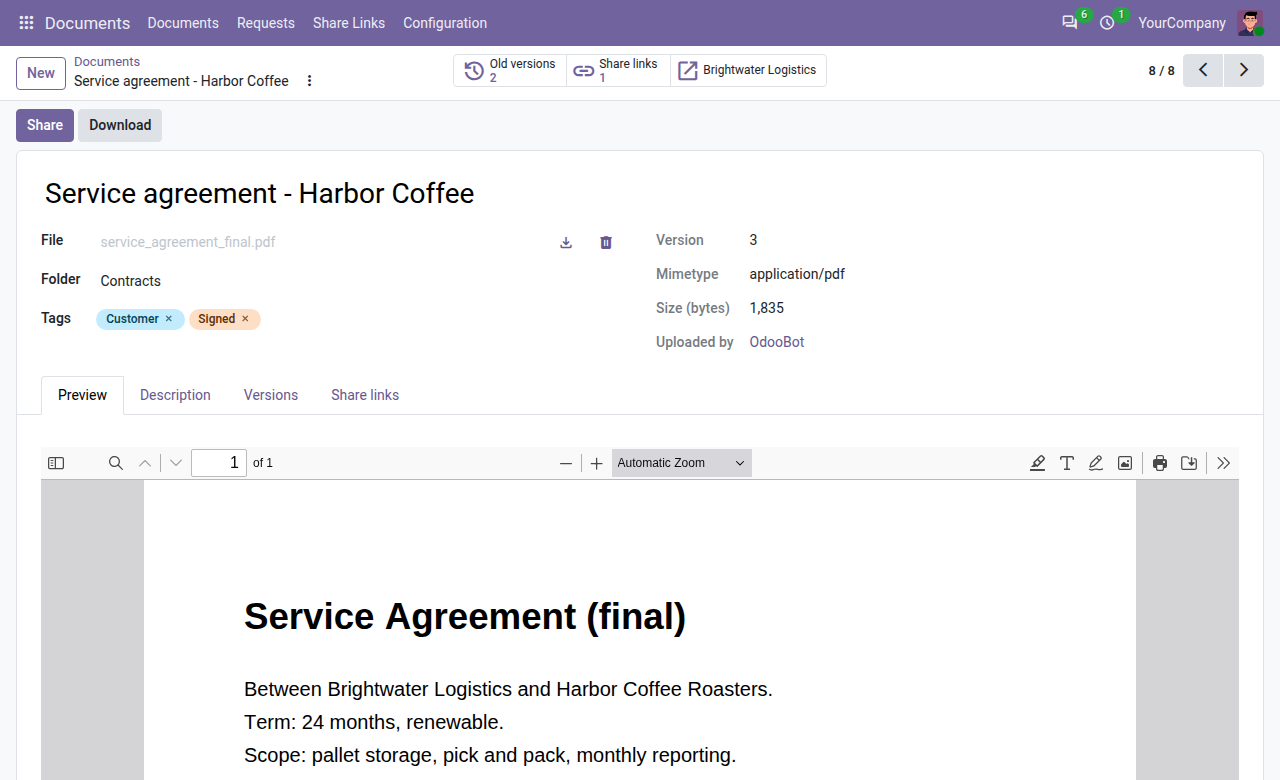 Documents Documents Requests Share Links Configuration 6 1 YourCompany
New
Documents
Service agreement - Harbor Coffee
Old versions
2
Share links
1
Brightwater Logistics
8 / 8
Share Download
Service agreement - Harbor Coffee
File service_agreement_final.pdf
Folder Contracts
Tags Customer × Signed ×
Version 3
Mimetype application/pdf
Size (bytes) 1,835
Uploaded by OdooBot
Preview Description Versions Share links
1 of 1 Automatic Zoom
Service Agreement (final)
Between Brightwater Logistics and Harbor Coffee Roasters.
Term: 24 months, renewable.
Scope: pallet storage, pick and pack, monthly reporting.